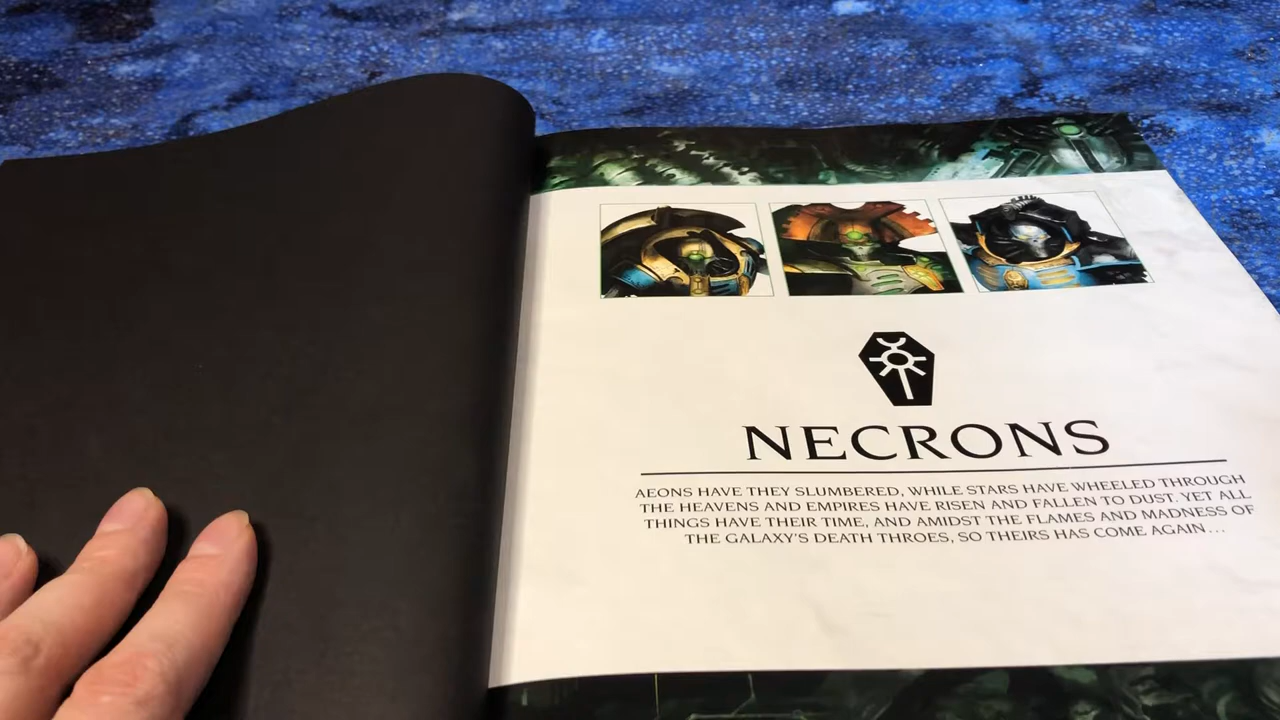 NECRONS
AEONS HAVE THEY SLUMBERED, WHILE STARS HAVE WHEELED THROUGH
THE HEAVENS AND EMPIRES HAVE RISEN AND FALLEN TO DUST. YET ALL
THINGS HAVE THEIR TIME, AND AMIDST THE FLAMES AND MADNESS OF
THE GALAXY'S DEATH THROES, SO THEIRS HAS COME AGAIN...